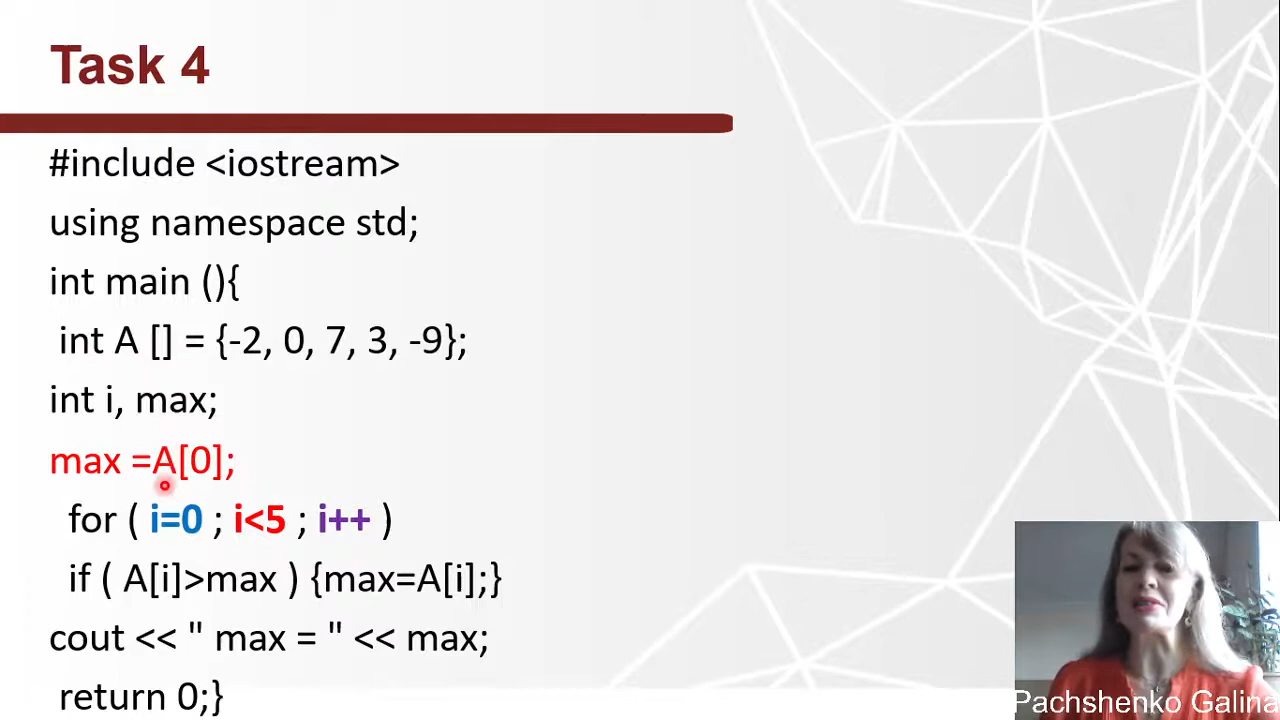 Task 4
#include <iostream>
using namespace std;
int main (){
int A [] = {-2, 0, 7, 3, -9};
int i, max;
max =A[0];
for ( i=0 ; i<5 ; i++ )
if ( A[i]>max ) {max=A[i];}
cout << " max = " << max;
return 0;}
Pachshenko Galina